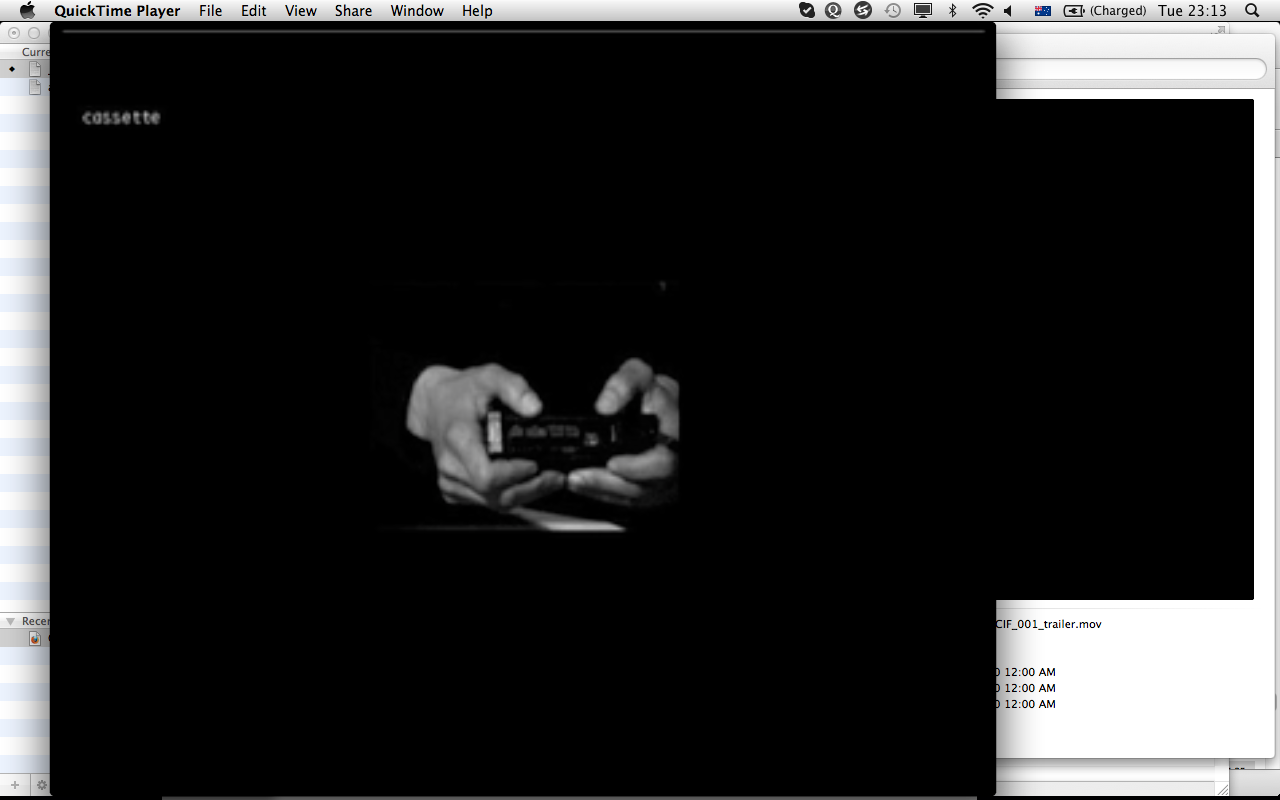 QuickTime Player File Edit View Share Window Help (Charged) Tue 23:13
Curre
cassette
Recen
CIF_001_trailer.mov
12:00 AM
12:00 AM
12:00 AM